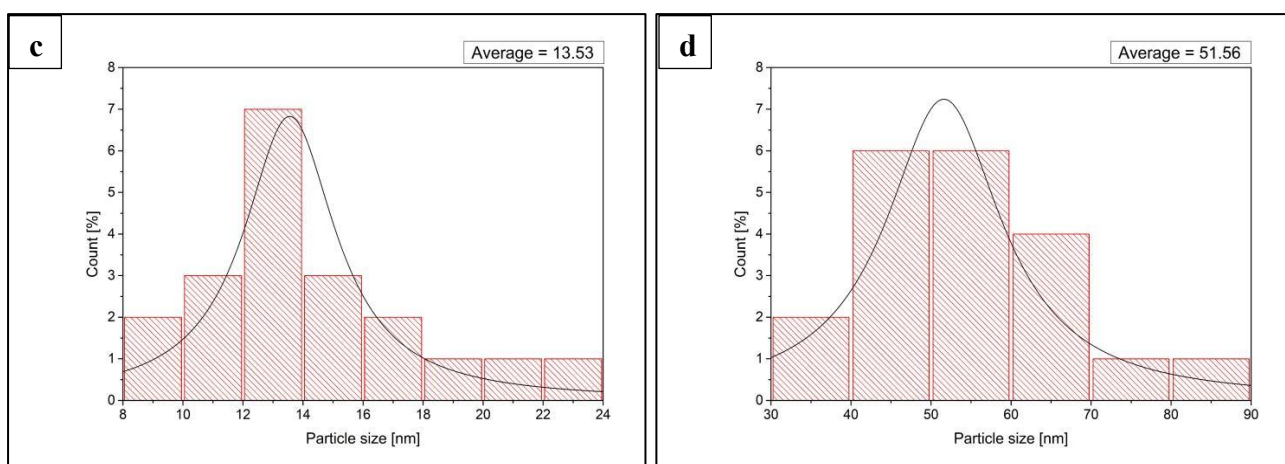 c
Average = 13.53
8
7
6
5
4
3
2
1
0
Count [%]
8 10 12 14 16 18 20 22 24
Particle size [nm]
d
Average = 51.56
8
7
6
5
4
3
2
1
0
Count [%]
30 40 50 60 70 80 90
Particle size [nm]